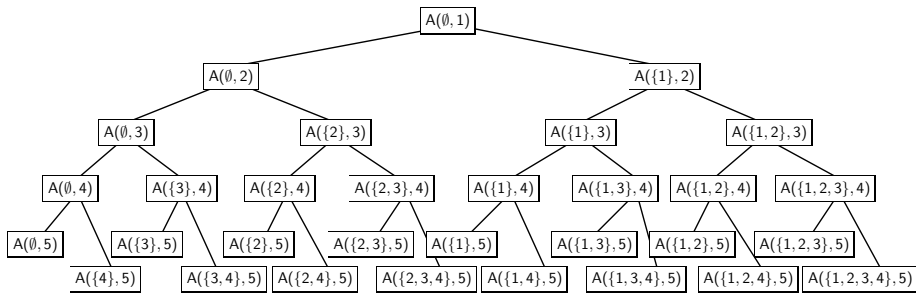 A(∅, 1)
A(∅, 2) A({1}, 2)
A(∅, 3) A({2}, 3) A({1}, 3) A({1, 2}, 3)
A(∅, 4) A({3}, 4) A({2}, 4) A({2, 3}, 4) A({1}, 4) A({1, 3}, 4) A({1, 2}, 4) A({1, 2, 3}, 4)
A(∅, 5) A({3}, 5) A({2}, 5) A({2, 3}, 5) A({1}, 5) A({1, 3}, 5) A({1, 2}, 5) A({1, 2, 3}, 5)
A({4}, 5) A({3, 4}, 5) A({2, 4}, 5) A({2, 3, 4}, 5) A({1, 4}, 5) A({1, 3, 4}, 5) A({1, 2, 4}, 5) A({1, 2, 3, 4}, 5)